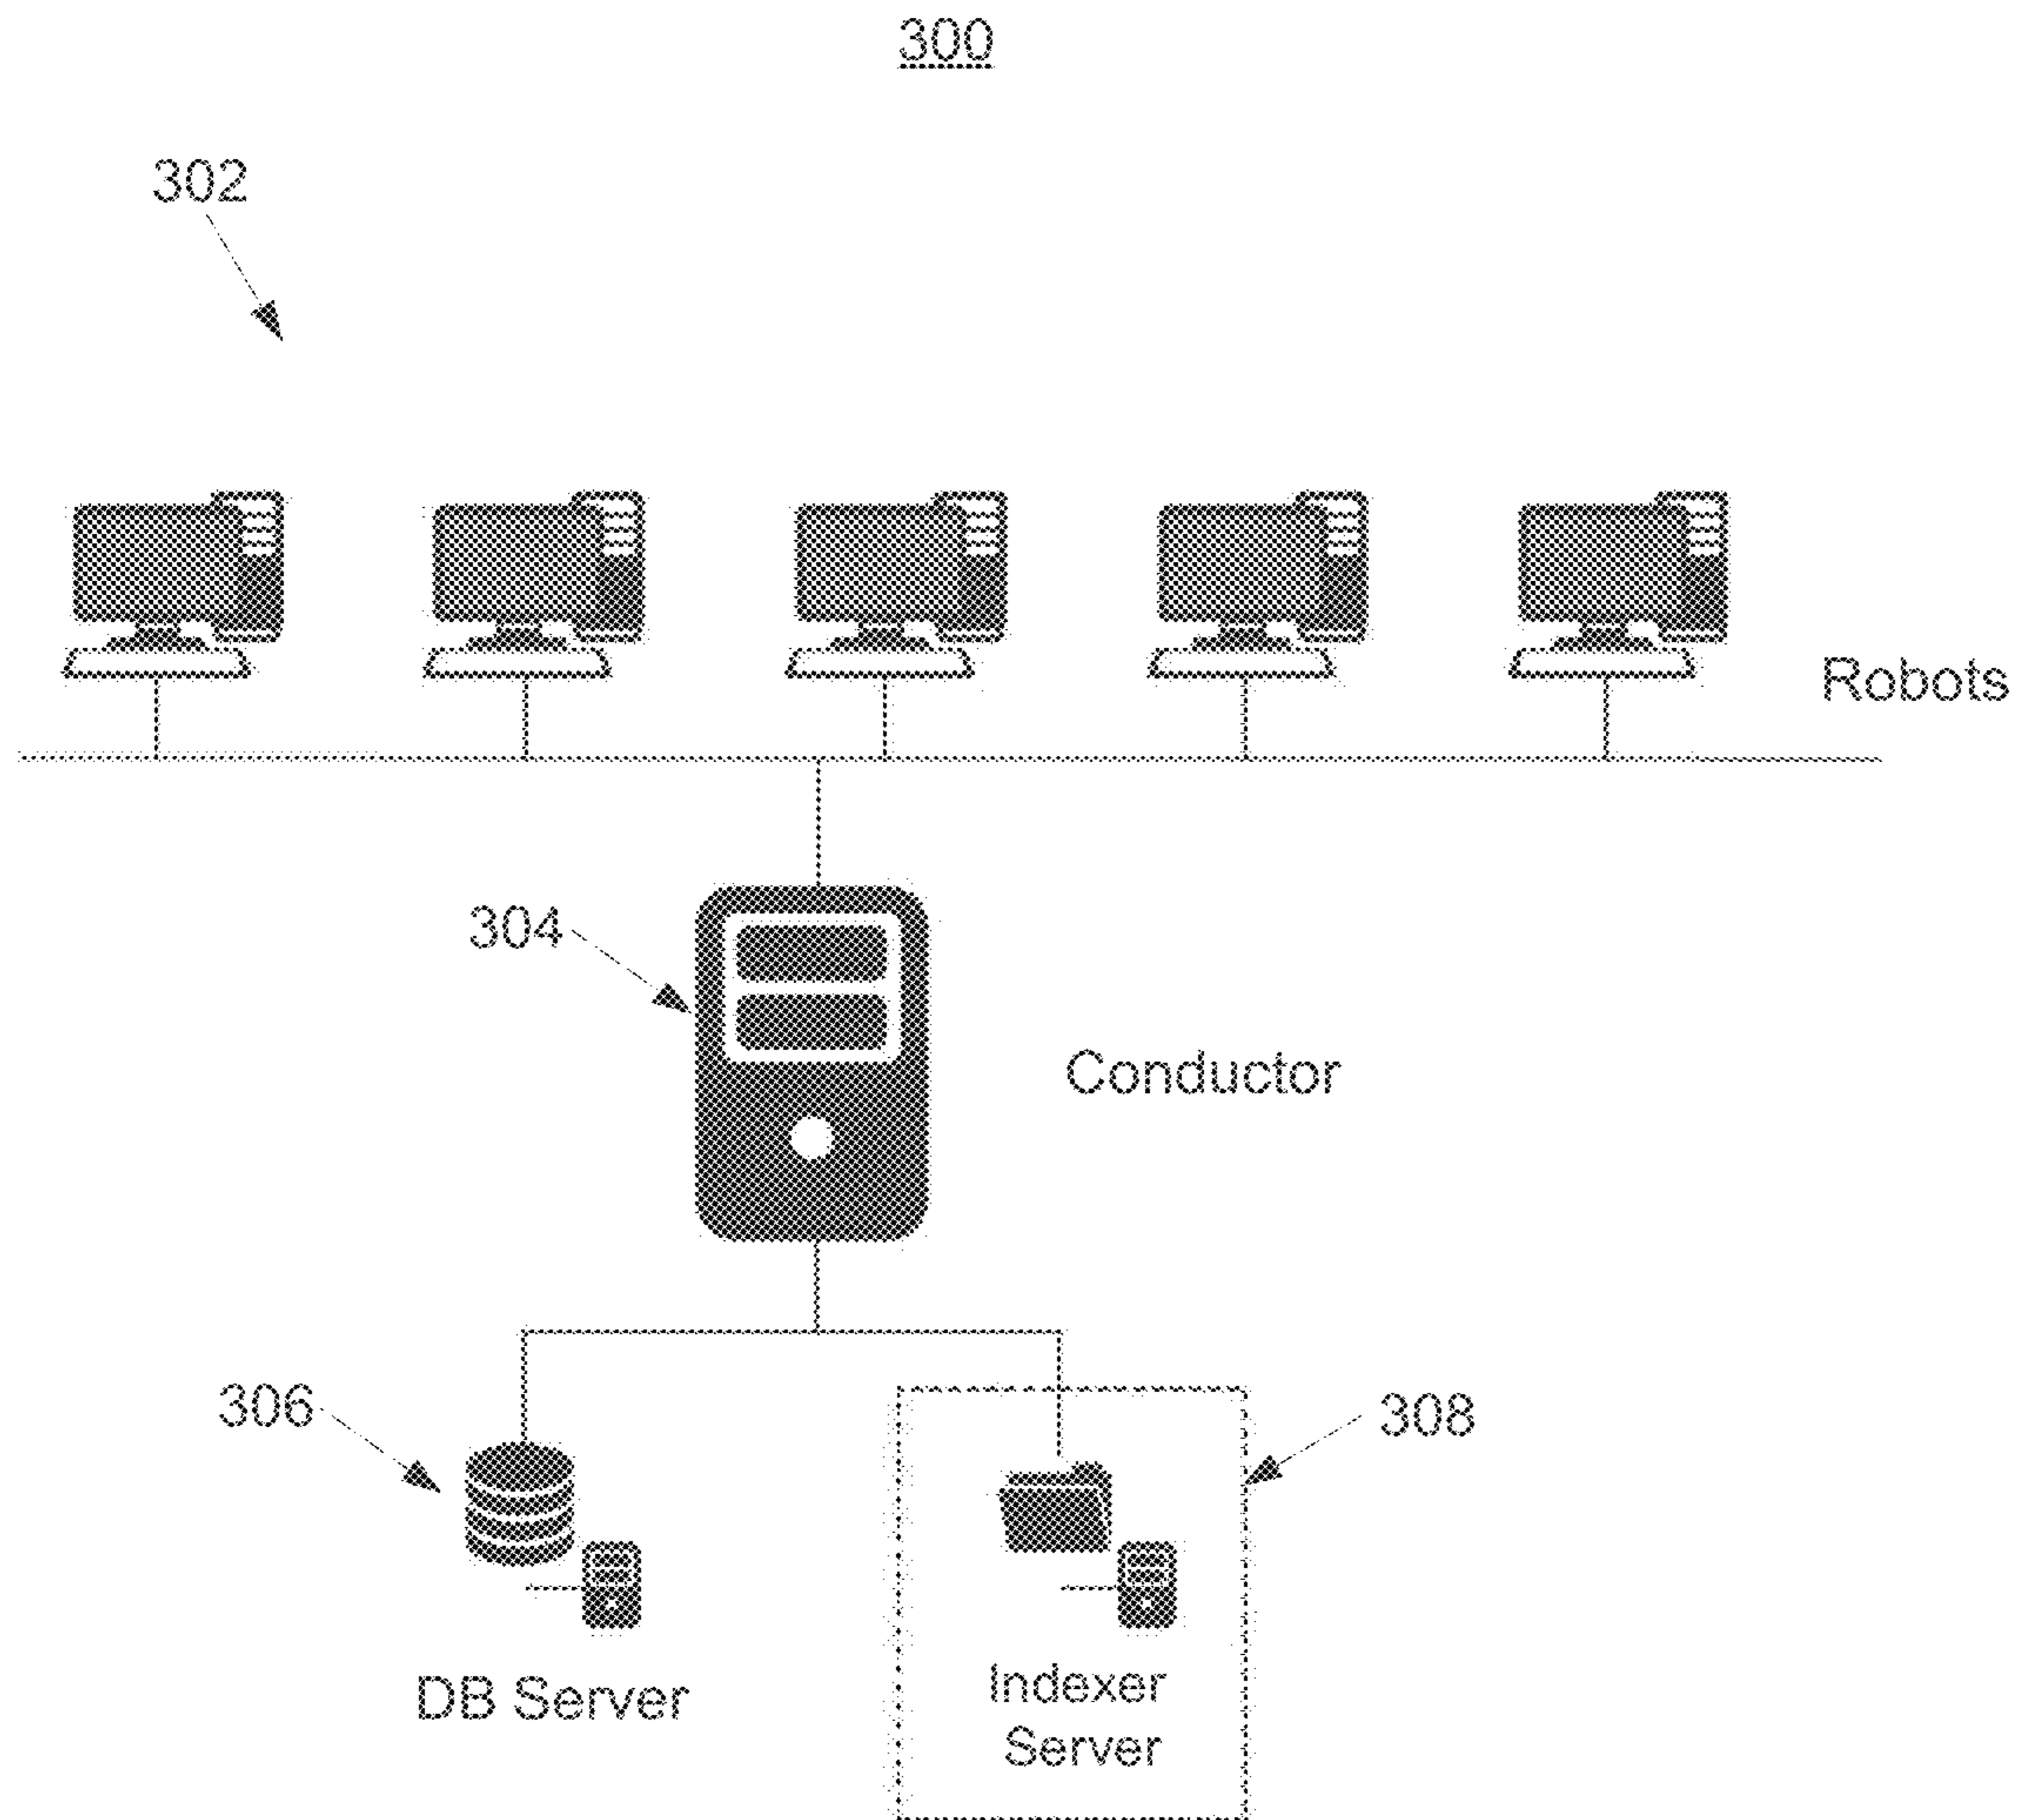 300
302
Robots
304
Conductor
306
308
DB Server
Indexer
Server